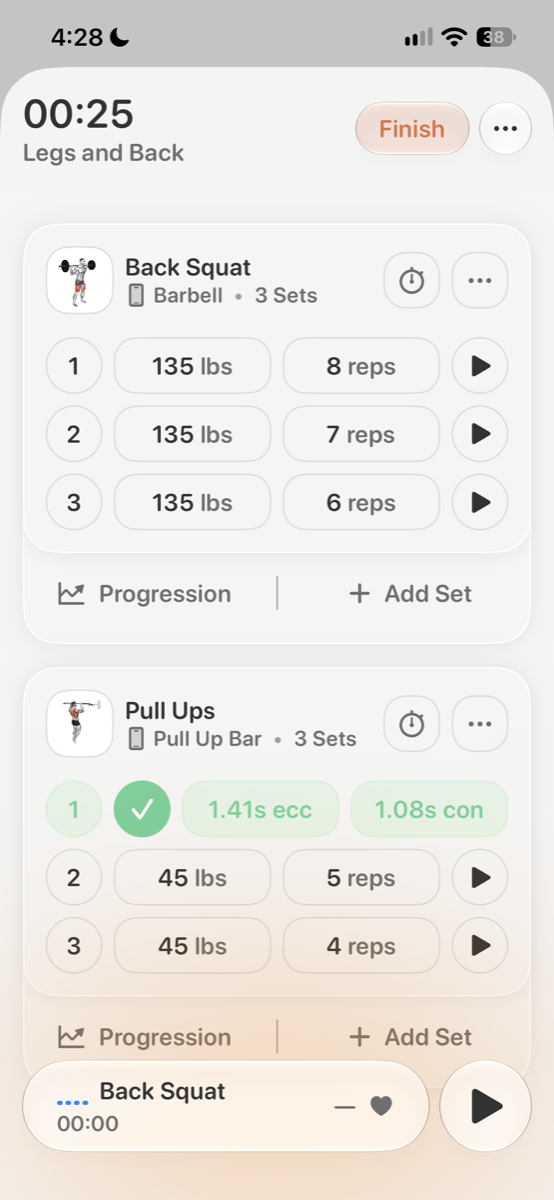 4:28
38
00:25
Legs and Back
Finish
Back Squat
Barbell • 3 Sets
1 135 lbs 8 reps
2 135 lbs 7 reps
3 135 lbs 6 reps
Progression
Add Set
Pull Ups
Pull Up Bar • 3 Sets
1 1.41s ecc 1.08s con
2 45 lbs 5 reps
3 45 lbs 4 reps
Progression
Add Set
Back Squat
00:00
—